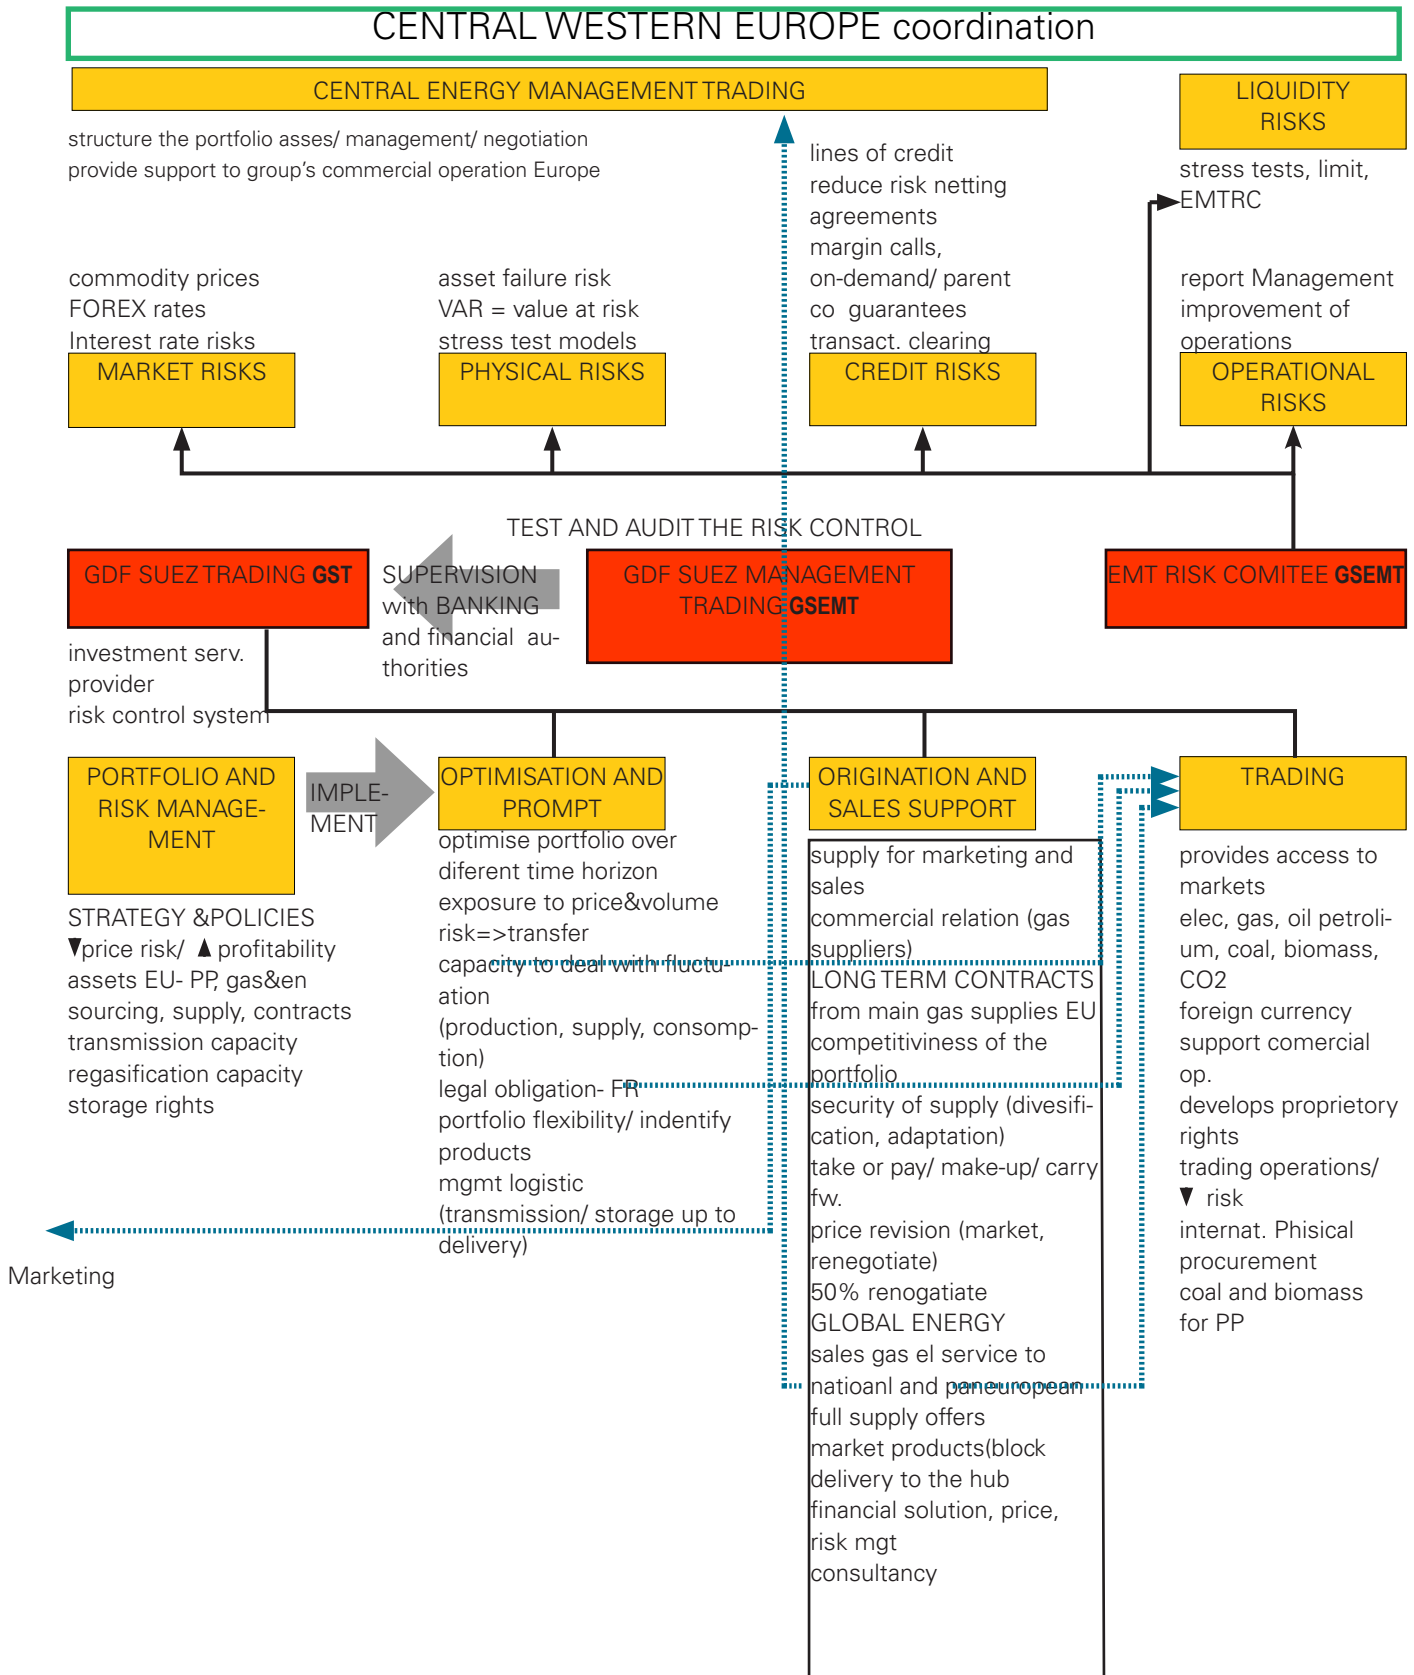 CENTRAL WESTERN EUROPE coordination
CENTRAL ENERGY MANAGEMENT TRADING
structure the portfolio asses/ management/ negotiation
provide support to group's commercial operation Europe
LIQUIDITY
RISKS
stress tests, limit,
EMTRC
commodity prices
FOREX rates
Interest rate risks
MARKET RISKS
asset failure risk
VAR = value at risk
stress test models
PHYSICAL RISKS
lines of credit
reduce risk netting
agreements
margin calls,
on-demand/ parent
co guarantees
transact. clearing
CREDIT RISKS
report Management
improvement of
operations
OPERATIONAL
RISKS
TEST AND AUDIT THE RISK CONTROL
GDF SUEZ TRADING GST
SUPERVISION
with BANKING
and financial au-
thorities
GDF SUEZ MANAGEMENT
TRADING GSEMT
EMT RISK COMITEE GSEMT
investment serv.
provider
risk control system
PORTFOLIO AND
RISK MANAGE-
MENT
IMPLE-
MENT
STRATEGY &POLICIES
▼price risk/ ▲ profitability
assets EU- PP, gas&en
sourcing, supply, contracts
transmission capacity
regasification capacity
storage rights
OPTIMISATION AND
PROMPT
optimise portfolio over
diferent time horizon
exposure to price&volume
risk=>transfer
capacity to deal with fluctu-
ation
(production, supply, consomp-
tion)
legal obligation- FR
portfolio flexibility/ indentify
products
mgmt logistic
(transmission/ storage up to
delivery)
ORIGINATION AND
SALES SUPPORT
supply for marketing and
sales
commercial relation (gas
suppliers)
LONG TERM CONTRACTS
from main gas supplies EU
competitiviness of the
portfolio
security of supply (divesifi-
cation, adaptation)
take or pay/ make-up/ carry
fw.
price revision (market,
renegotiate)
50% renogatiate
GLOBAL ENERGY
sales gas el service to
natioanl and paneuropean
full supply offers
market products(block
delivery to the hub
financial solution, price,
risk mgt
consultancy
TRADING
provides access to
markets
elec, gas, oil petroli-
um, coal, biomass,
CO2
foreign currency
support comercial
op.
develops proprietory
rights
trading operations/
▼ risk
internat. Phisical
procurement
coal and biomass
for PP
Marketing